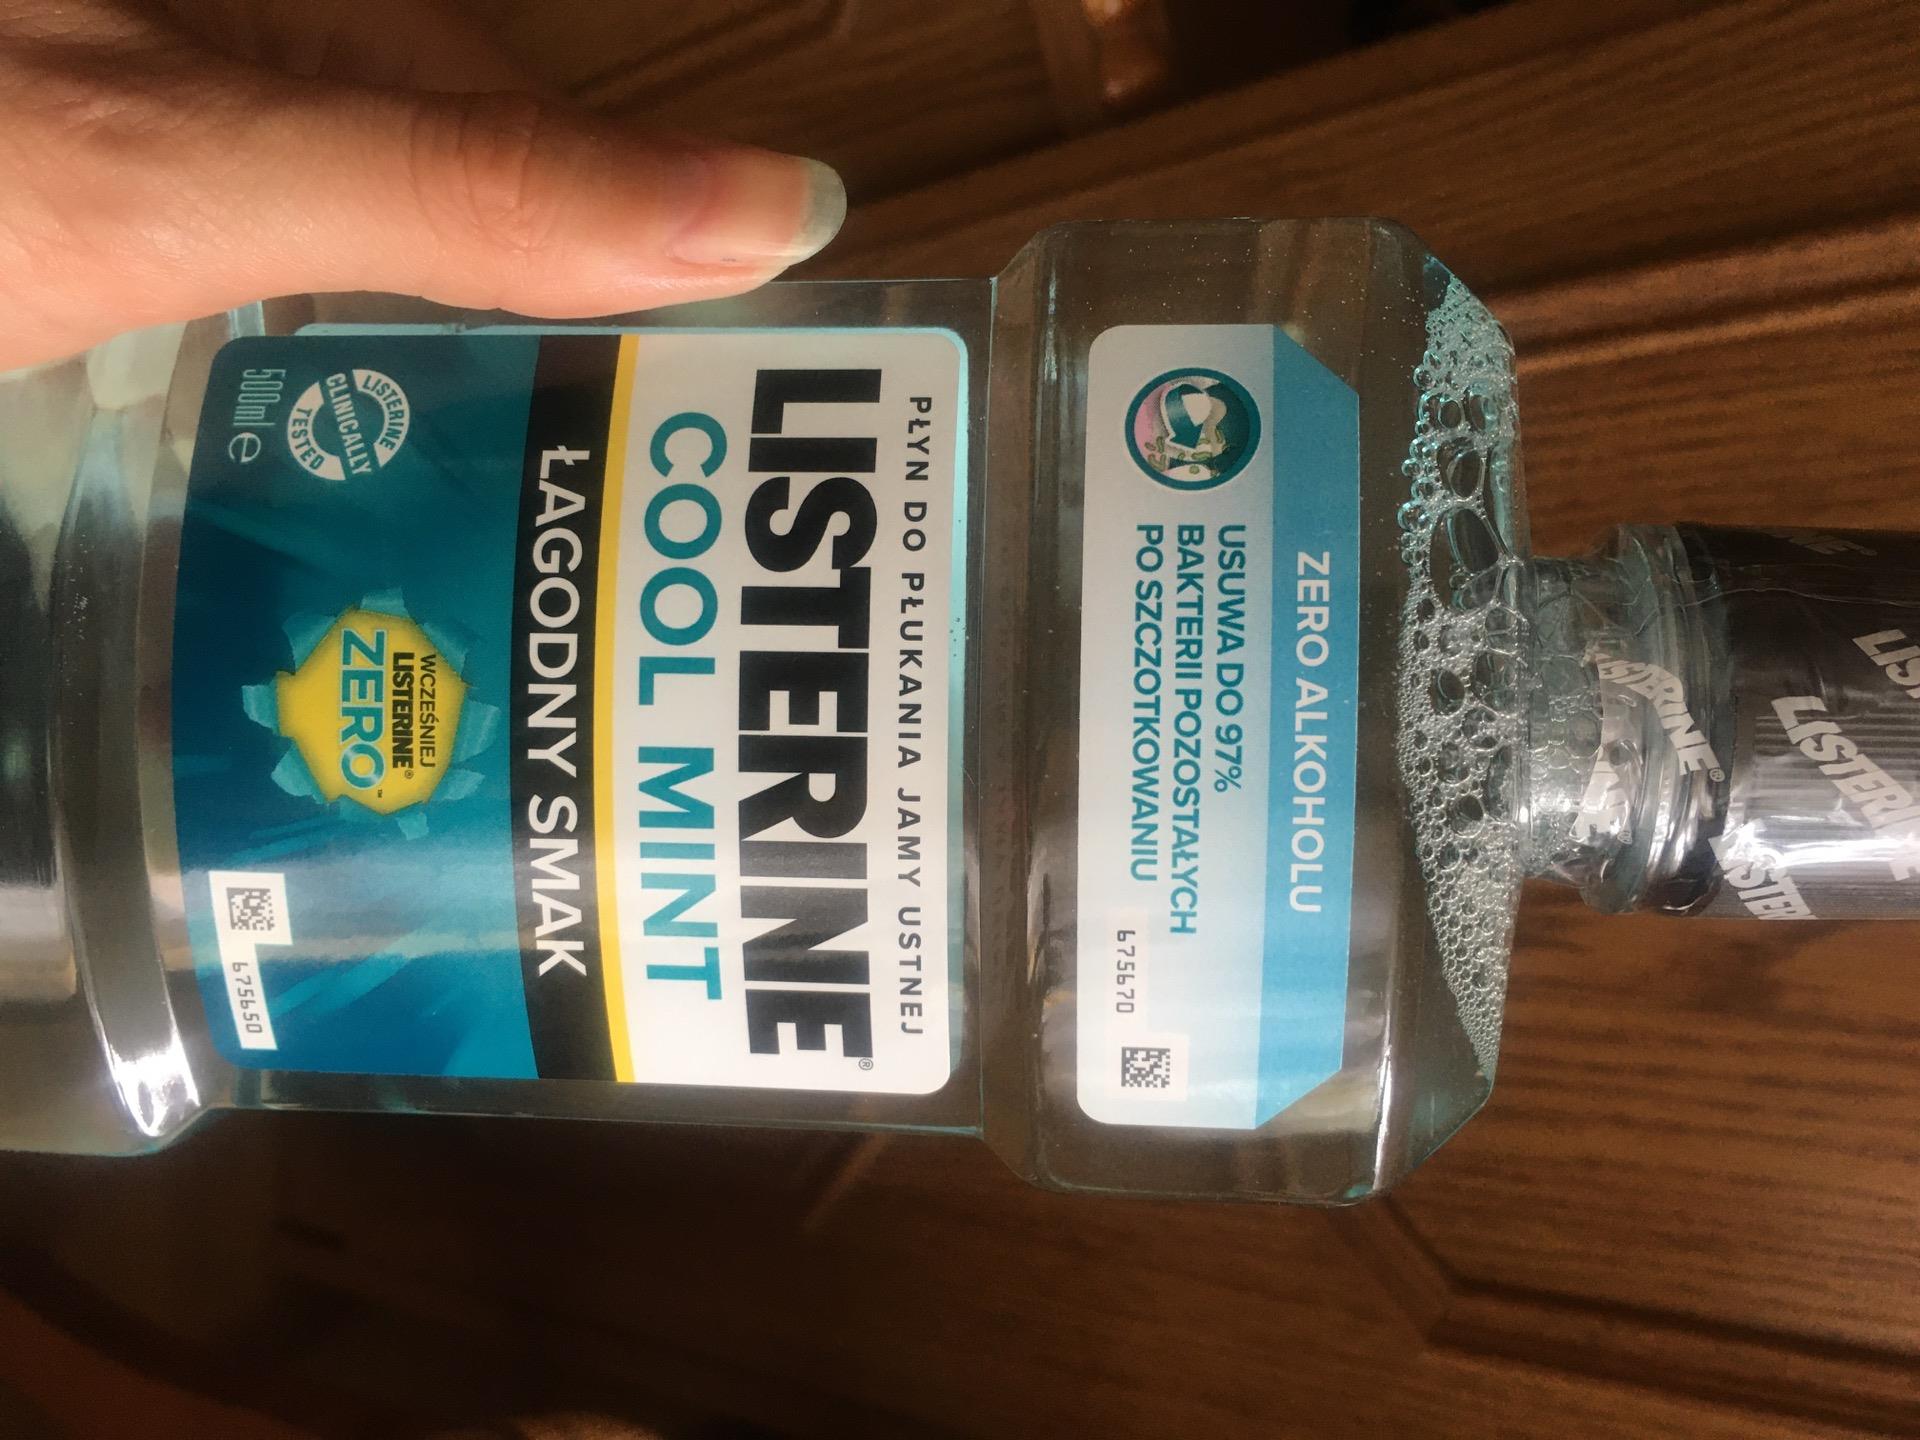 LISTERINE
LISTERINE
LISTERINE®
ZERO ALKOHOLU
USUWA DO 97%
BAKTERII POZOSTAŁYCH
PO SZCZOTKOWANIU
675670
PŁYN DO PŁUKANIA JAMY USTNEJ
LISTERINE®
COOL MINT
ŁAGODNY SMAK
WCZEŚNIEJ
LISTERINE®
ZERO™
LISTERINE
CLINICALLY
TESTED
500ml e
675650